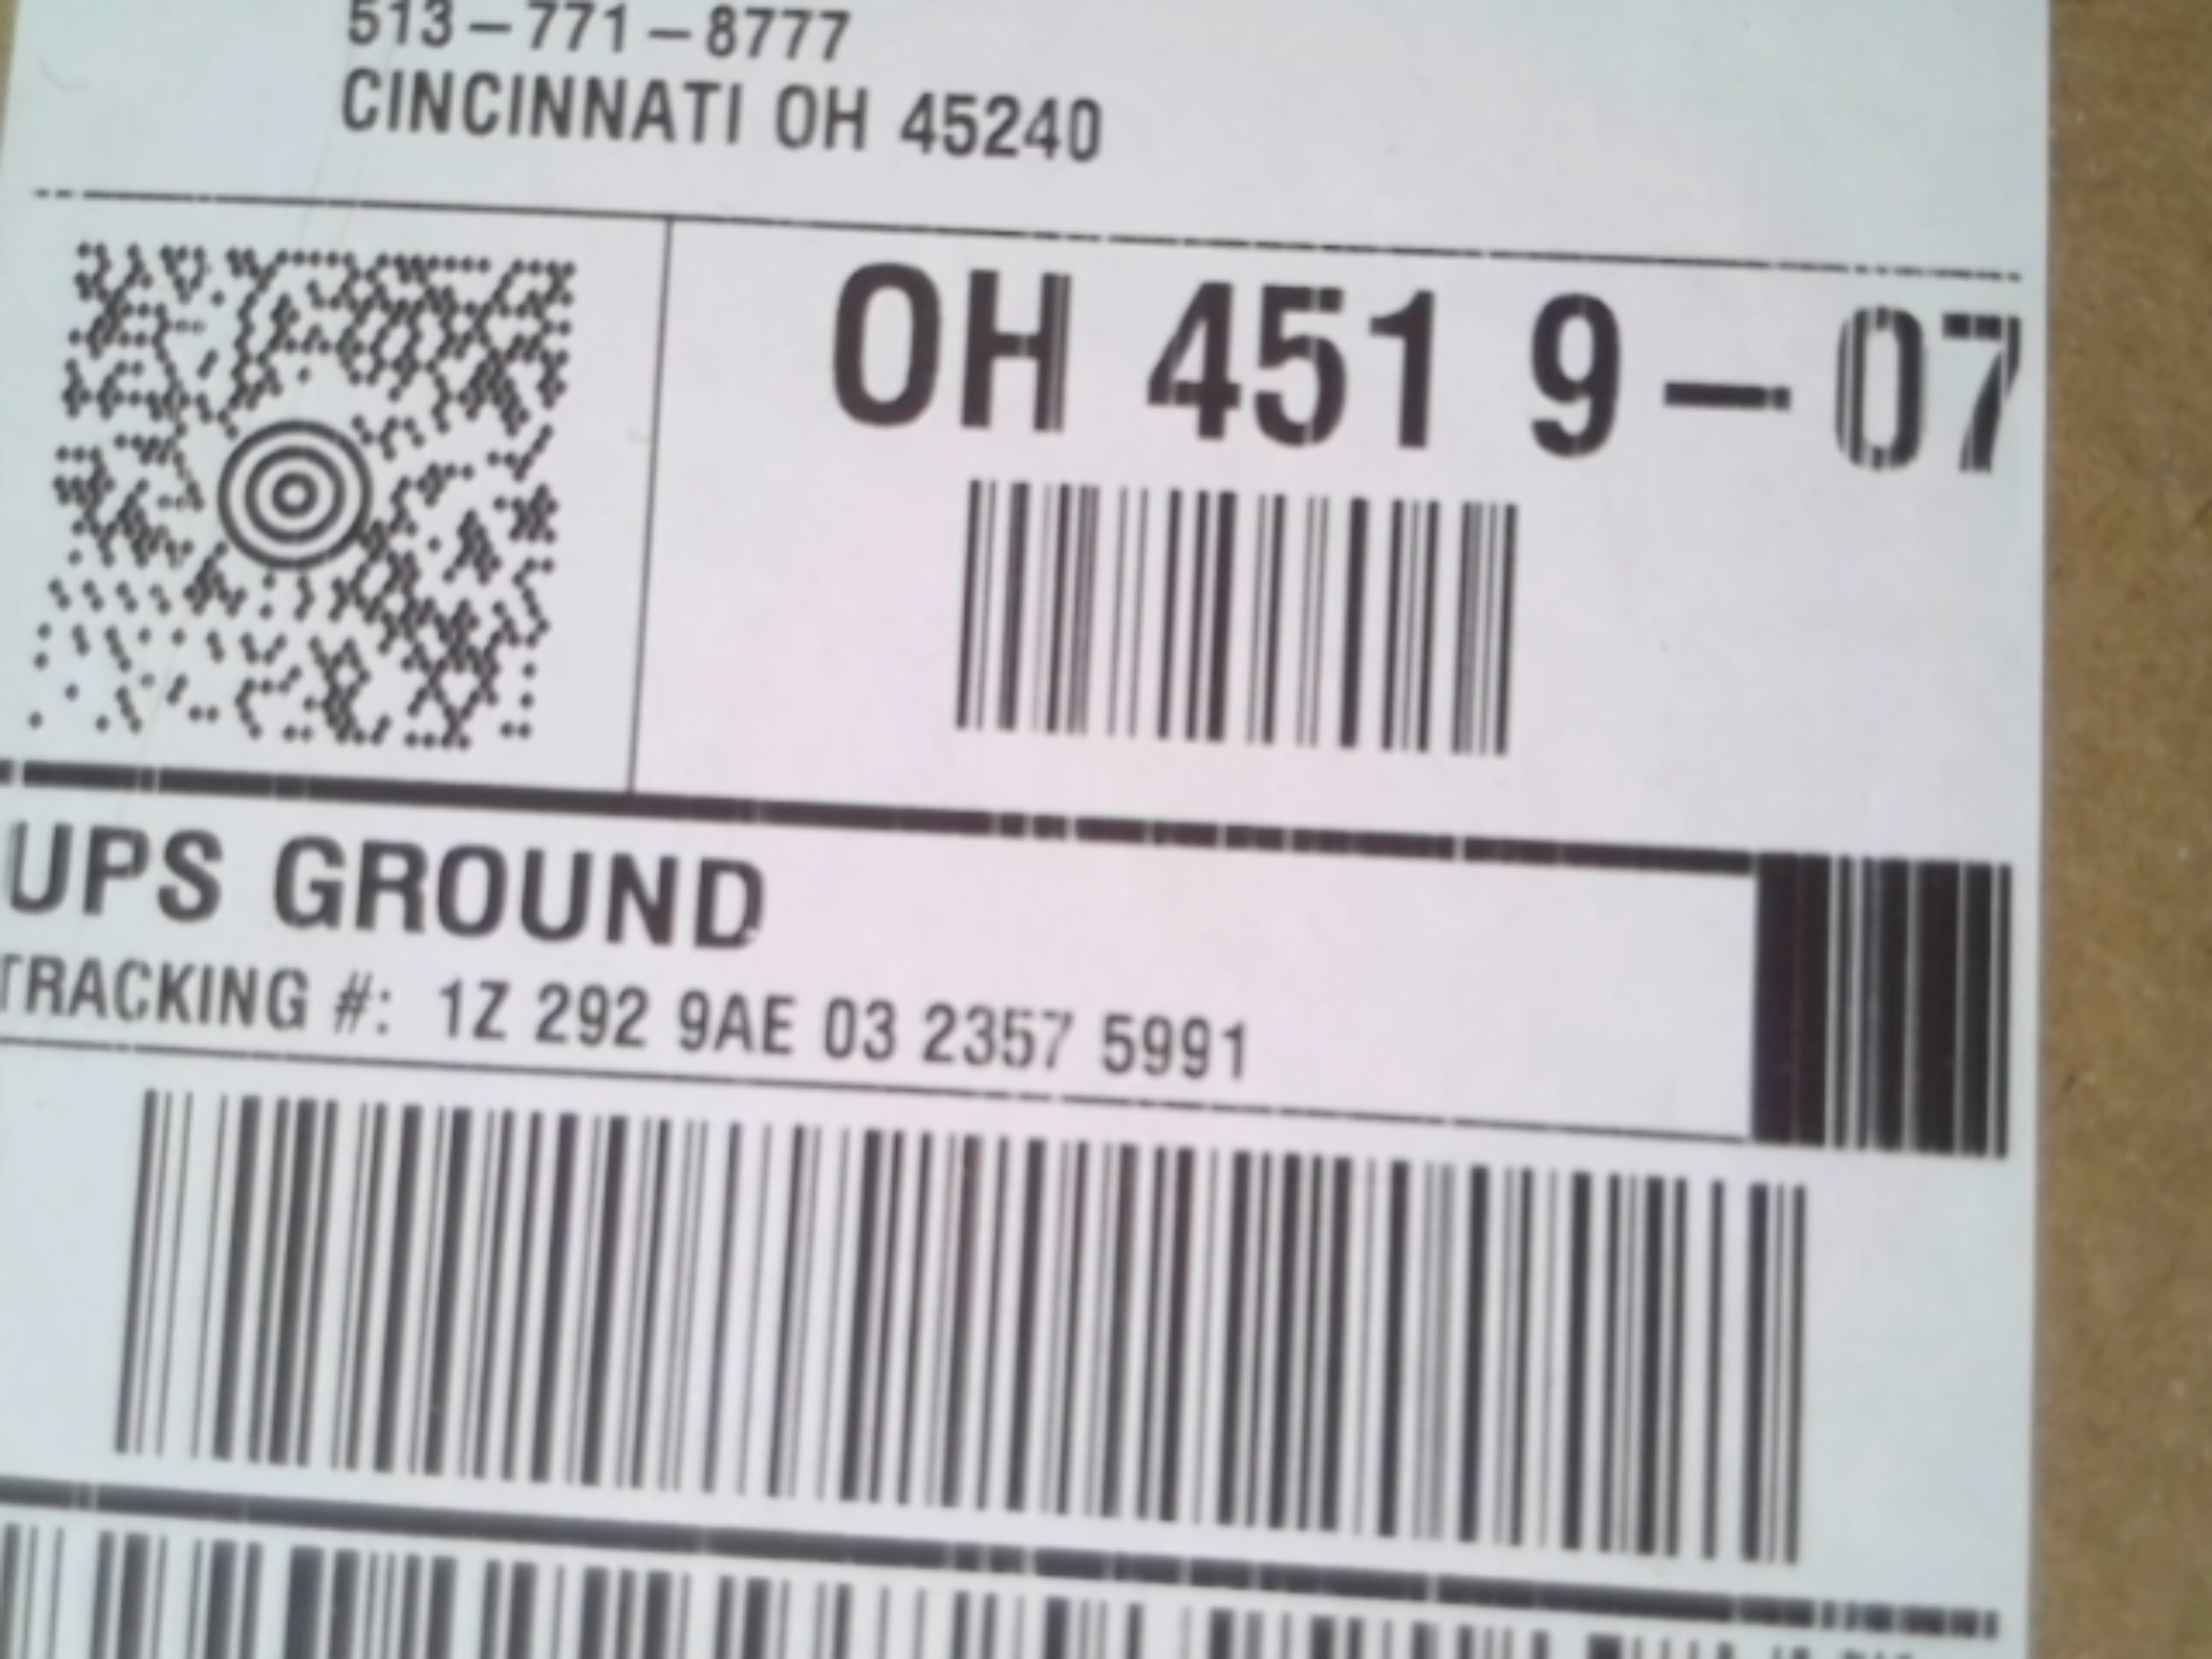 513-771-8777
CINCINNATI OH 45240
OH 451 9-07
UPS GROUND
TRACKING #: 1Z 292 9AE 03 2357 5991